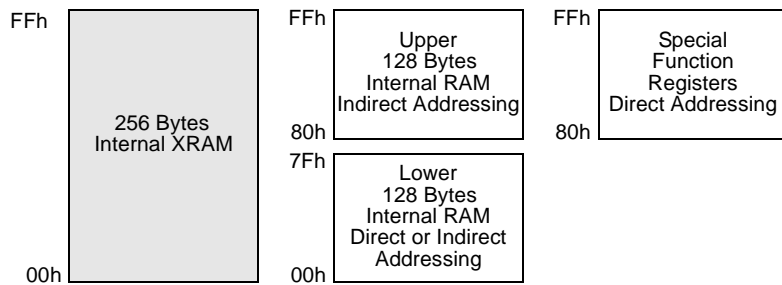 FFh
256 Bytes
Internal XRAM
00h
FFh
Upper
128 Bytes
Internal RAM
Indirect Addressing
80h
7Fh
Lower
128 Bytes
Internal RAM
Direct or Indirect
Addressing
00h
FFh
Special
Function
Registers
Direct Addressing
80h